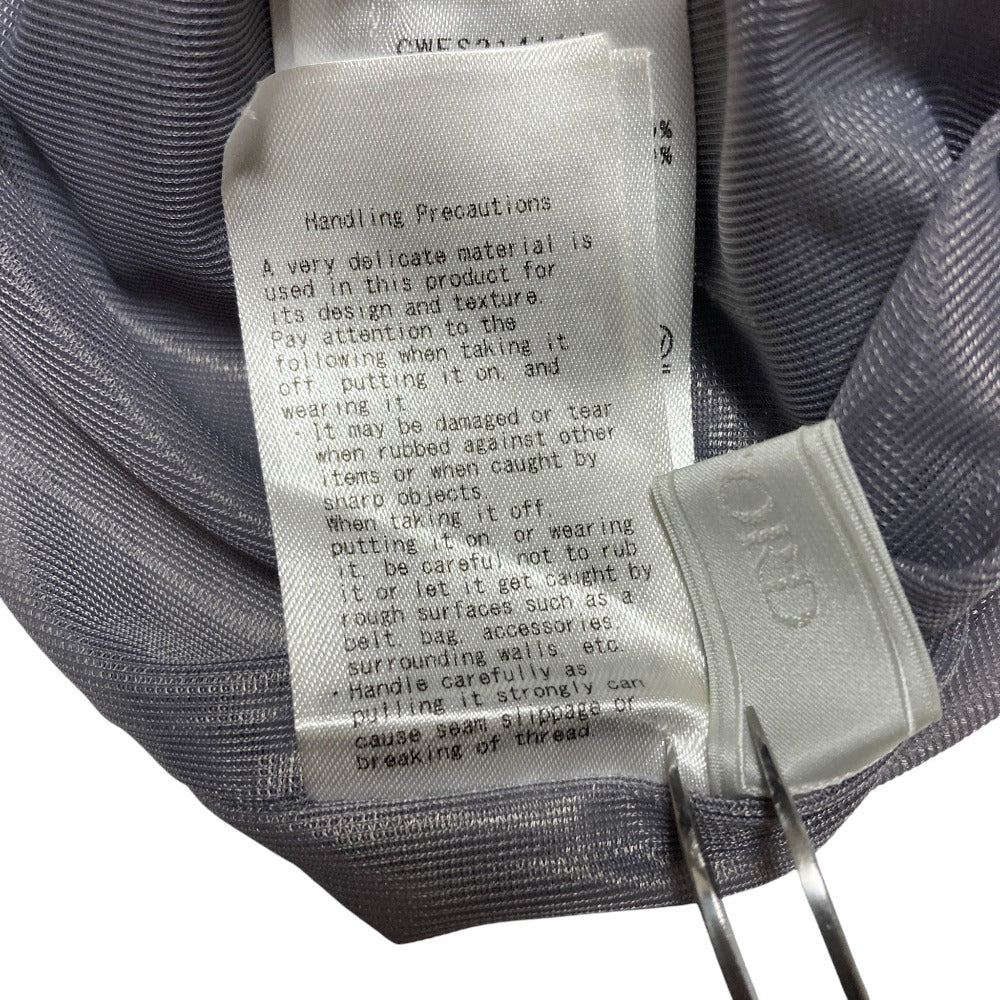 Handling Precautions
A very delicate material is
used in this product for
its design and texture.
Pay attention to the
following when taking it
off, putting it on, and
wearing it.
・It may be damaged or tear
when rubbed against other
items or when caught by
sharp objects.
When taking it off,
putting it on, or wearing
it, be careful not to rub
it or let it get caught by
rough surfaces such as a
belt, bag, accessories,
surrounding walls, etc.
・Handle carefully as
pulling it strongly can
cause seam slippage or
breaking of thread.
%
%
ORD